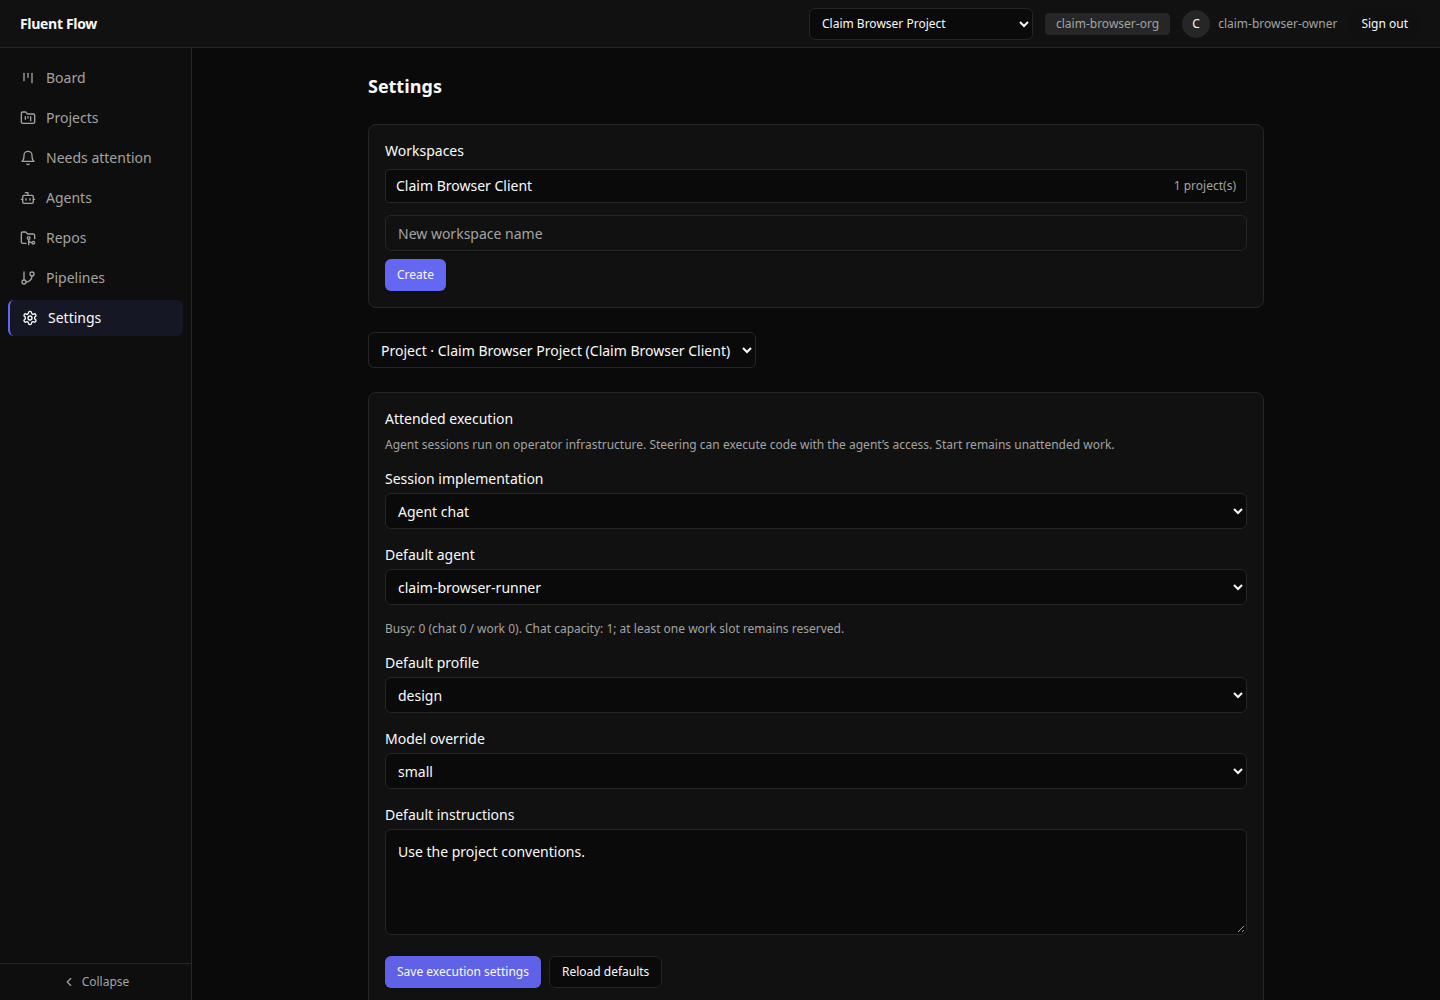 Fluent Flow
Claim Browser Project
claim-browser-org
C
claim-browser-owner
Sign out
Board
Projects
Needs attention
Agents
Repos
Pipelines
Settings
Collapse
Settings
Workspaces
Claim Browser Client
1 project(s)
New workspace name
Create
Project · Claim Browser Project (Claim Browser Client)
Attended execution
Agent sessions run on operator infrastructure. Steering can execute code with the agent’s access. Start remains unattended work.
Session implementation
Agent chat
Default agent
claim-browser-runner
Busy: 0 (chat 0 / work 0). Chat capacity: 1; at least one work slot remains reserved.
Default profile
design
Model override
small
Default instructions
Use the project conventions.
Save execution settings
Reload defaults